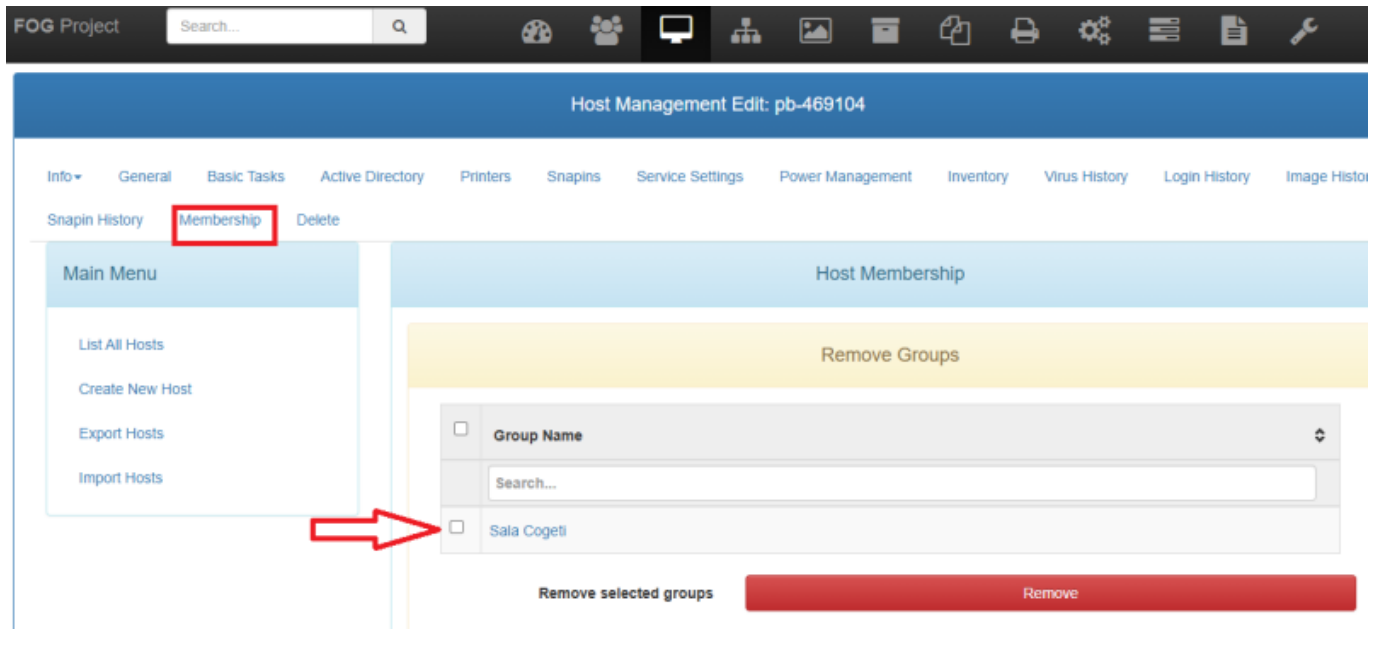 FOG Project Search...
Host Management Edit: pb-469104
Info General Basic Tasks Active Directory Printers Snapins Service Settings Power Management Inventory Virus History Login History Image Histo
Snapin History Membership Delete
Main Menu
List All Hosts
Create New Host
Export Hosts
Import Hosts
Host Membership
Remove Groups
Group Name
Search...
Sala Cogeti
Remove selected groups Remove